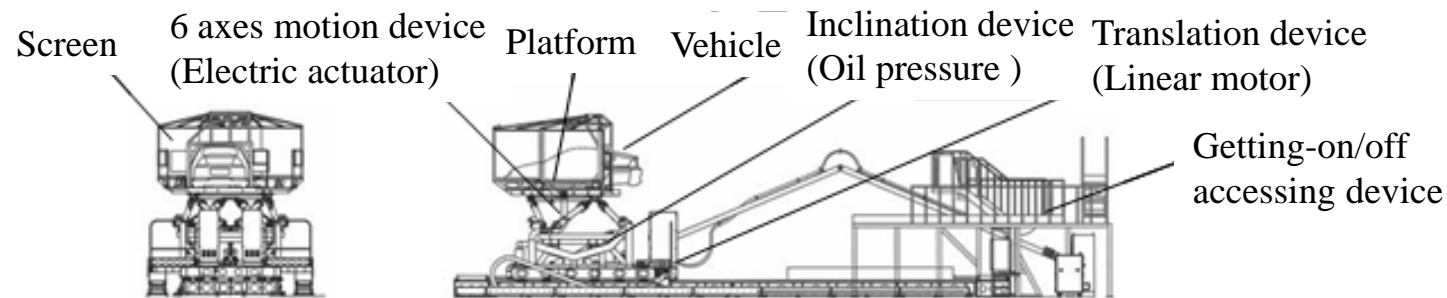 Screen
6 axes motion device
(Electric actuator)
Platform
Vehicle
Inclination device
(Oil pressure )
Translation device
(Linear motor)
Getting-on/off
accessing device